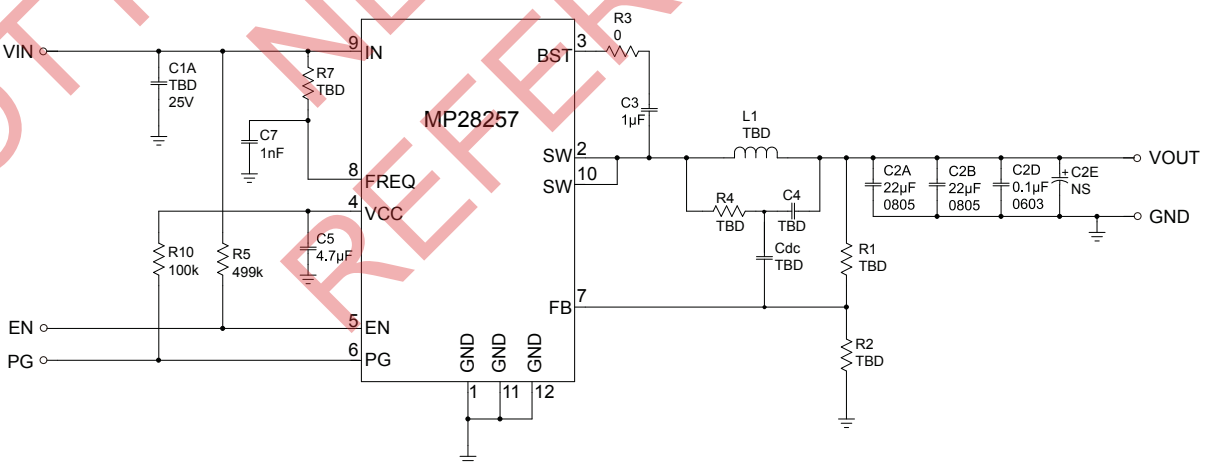 R3
0
VIN
9
IN
BST
3
C1A
TBD
25V
R7
TBD
C3
1µF
C7
1nF
MP28257
L1
TBD
SW
2
VOUT
8
FREQ
SW
10
C2A
22µF
0805
C2B
22µF
0805
C2D
0.1µF
0603
+
C2E
NS
4
VCC
R4
TBD
C4
TBD
GND
R10
100k
R5
499k
C5
4.7µF
Cdc
TBD
R1
TBD
FB
7
EN
5
EN
PG
6
PG
GND
GND
GND
R2
TBD
1
11
12
REFER